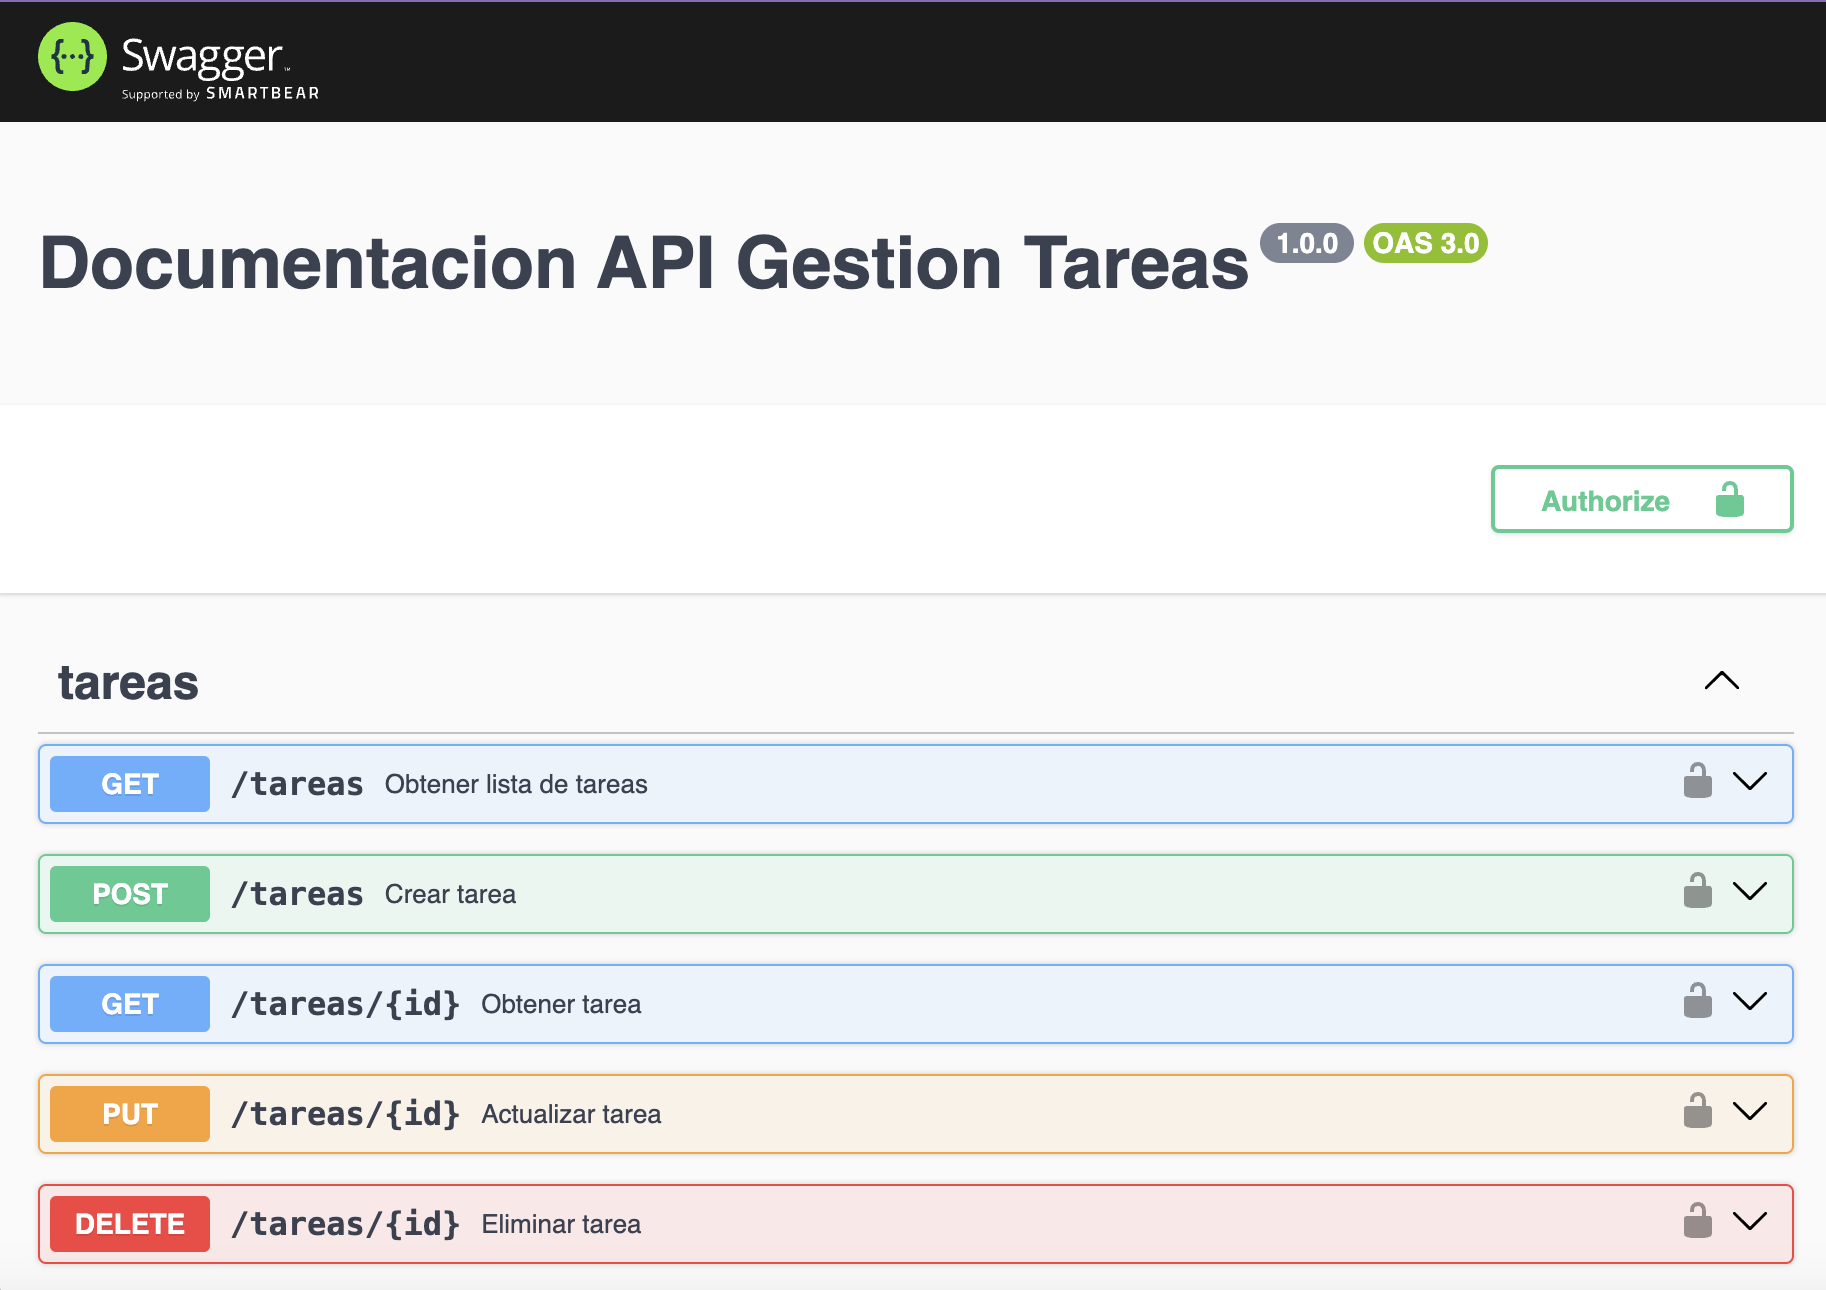 {···} Swagger™
Supported by SMARTBEAR
Documentacion API Gestion Tareas 1.0.0 OAS 3.0
Authorize
tareas
GET /tareas Obtener lista de tareas
POST /tareas Crear tarea
GET /tareas/{id} Obtener tarea
PUT /tareas/{id} Actualizar tarea
DELETE /tareas/{id} Eliminar tarea